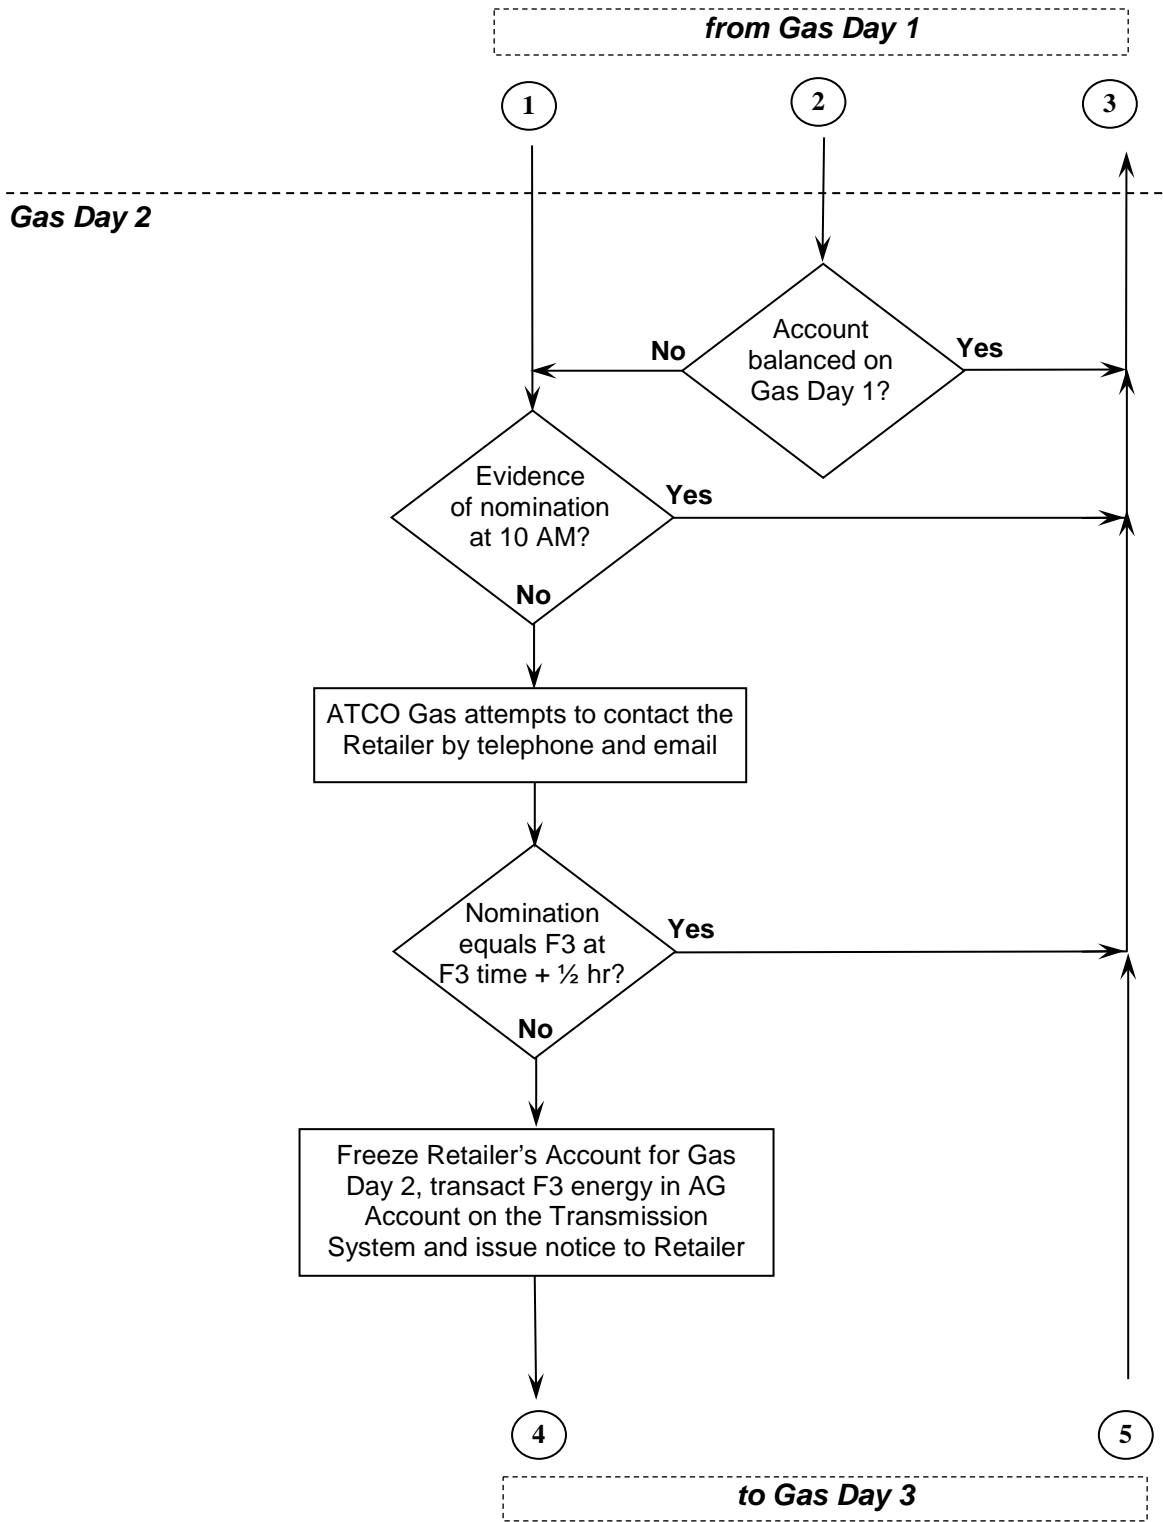 from Gas Day 1
1
2
3
Gas Day 2
Account
balanced on
Gas Day 1?
No
Yes
Evidence
of nomination
at 10 AM?
Yes
No
ATCO Gas attempts to contact the
Retailer by telephone and email
Nomination
equals F3 at
F3 time + ½ hr?
Yes
No
Freeze Retailer’s Account for Gas
Day 2, transact F3 energy in AG
Account on the Transmission
System and issue notice to Retailer
4
5
to Gas Day 3